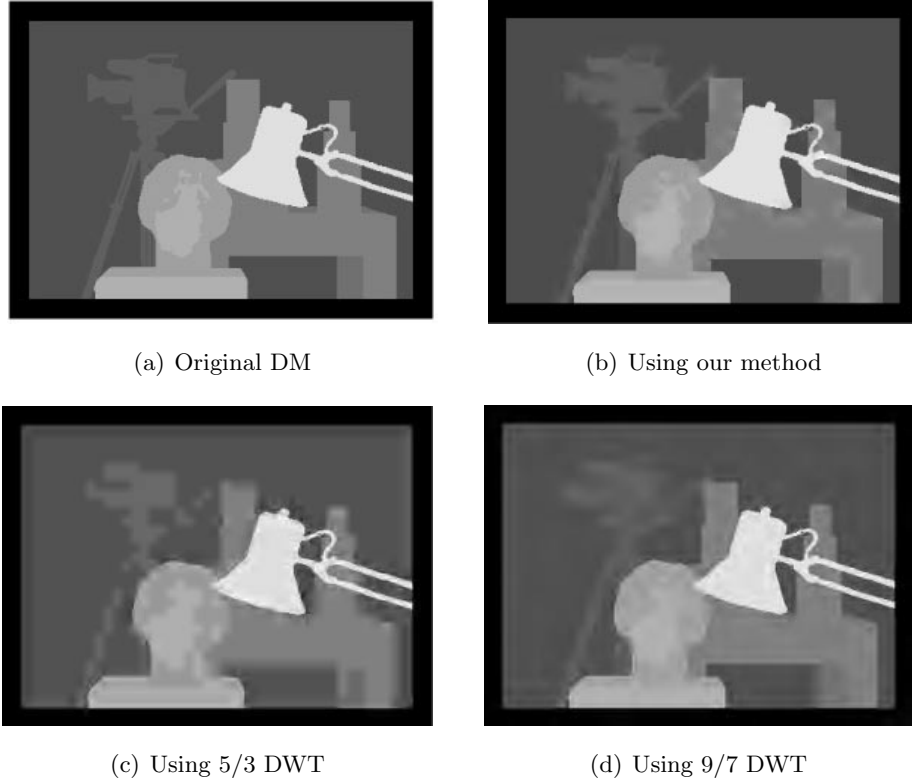 (a) Original DM
(b) Using our method
(c) Using 5/3 DWT
(d) Using 9/7 DWT